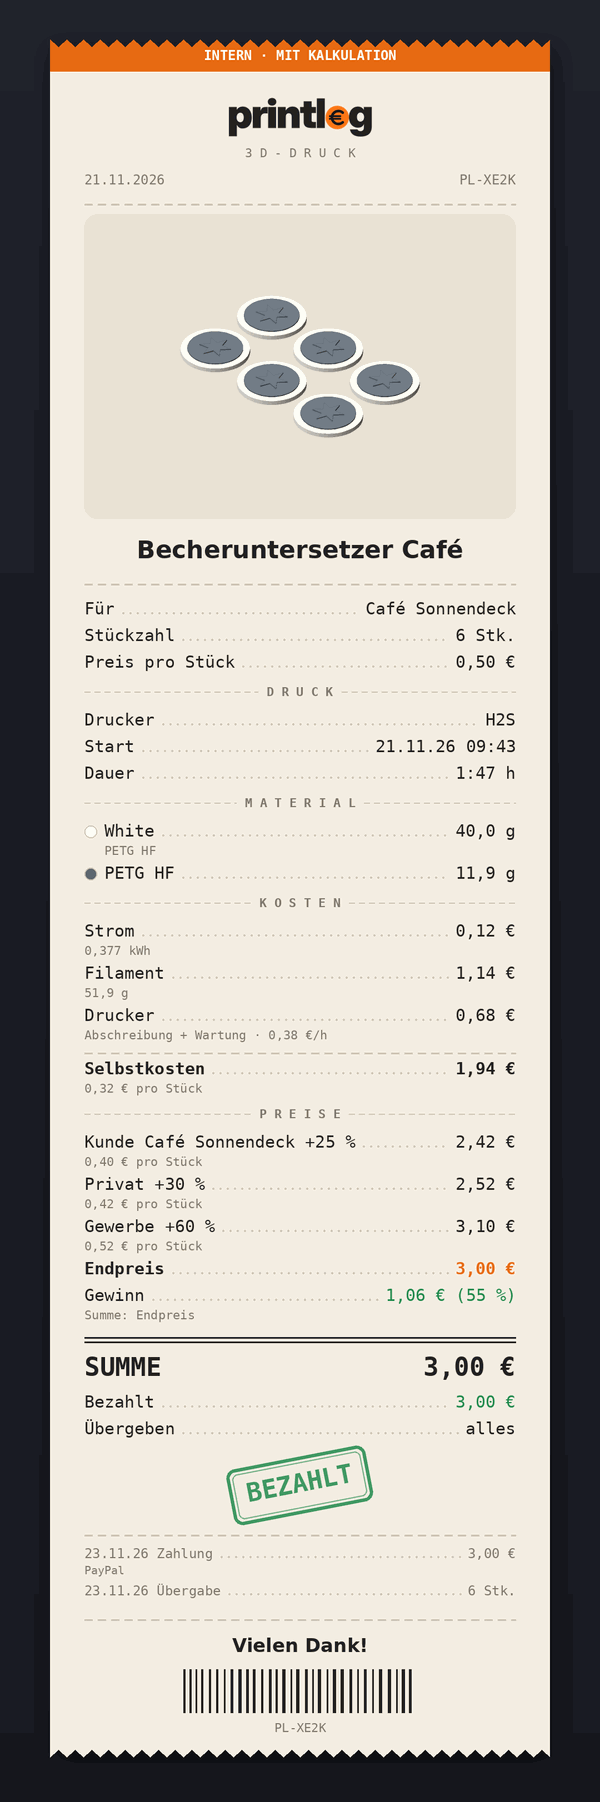 INTERN · MIT KALKULATION
printl€g
3D-DRUCK
21.11.2026 PL-XE2K
Becheruntersetzer Café
Für Café Sonnendeck
Stückzahl 6 Stk.
Preis pro Stück 0,50 €
DRUCK
Drucker H2S
Start 21.11.26 09:43
Dauer 1:47 h
MATERIAL
White 40,0 g
PETG HF
PETG HF 11,9 g
KOSTEN
Strom 0,12 €
0,377 kWh
Filament 1,14 €
51,9 g
Drucker 0,68 €
Abschreibung + Wartung · 0,38 €/h
Selbstkosten 1,94 €
0,32 € pro Stück
PREISE
Kunde Café Sonnendeck +25 % 2,42 €
0,40 € pro Stück
Privat +30 % 2,52 €
0,42 € pro Stück
Gewerbe +60 % 3,10 €
0,52 € pro Stück
Endpreis 3,00 €
Gewinn 1,06 € (55 %)
Summe: Endpreis
SUMME 3,00 €
Bezahlt 3,00 €
Übergeben alles
BEZAHLT
23.11.26 Zahlung 3,00 €
PayPal
23.11.26 Übergabe 6 Stk.
Vielen Dank!
PL-XE2K